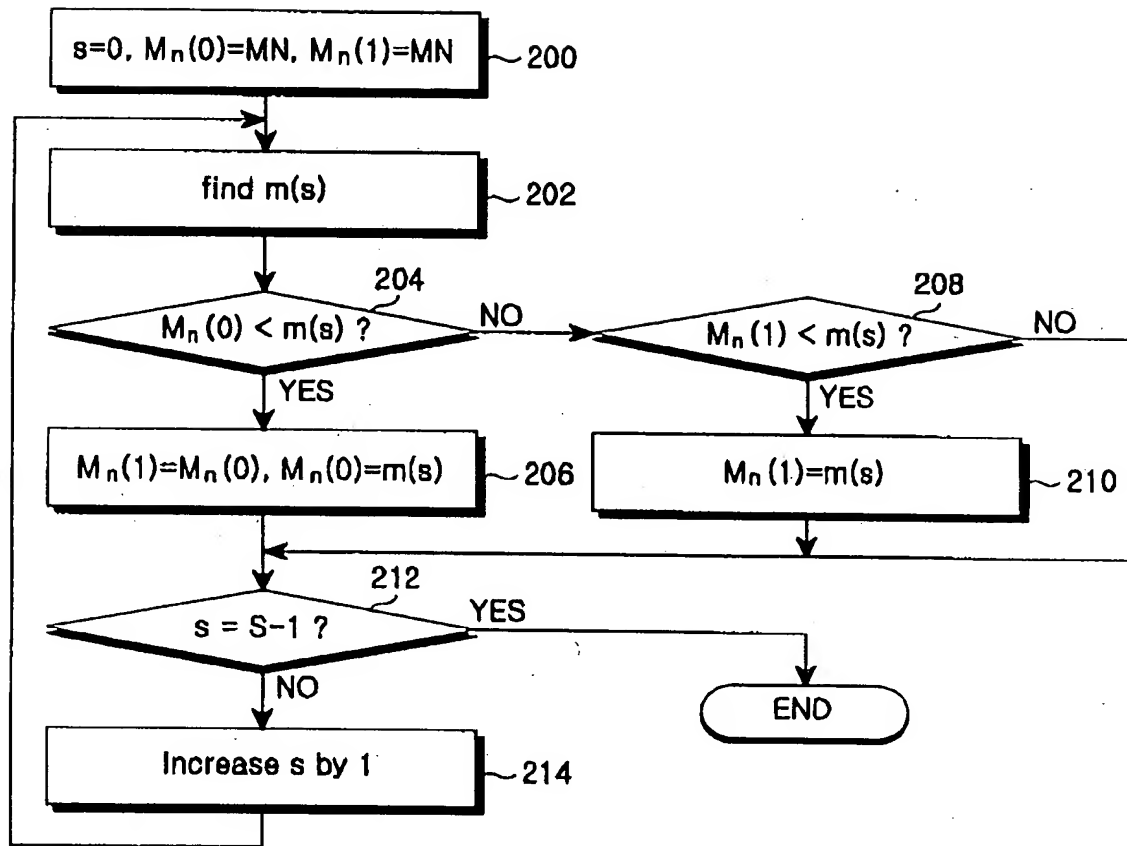 s=0, Mn(0)=MN, Mn(1)=MN
200
find m(s)
202
204
Mn(0) < m(s) ?
NO
208
Mn(1) < m(s) ?
NO
YES
YES
Mn(1)=Mn(0), Mn(0)=m(s)
206
Mn(1)=m(s)
210
212
s = S-1 ?
YES
NO
END
Increase s by 1
214